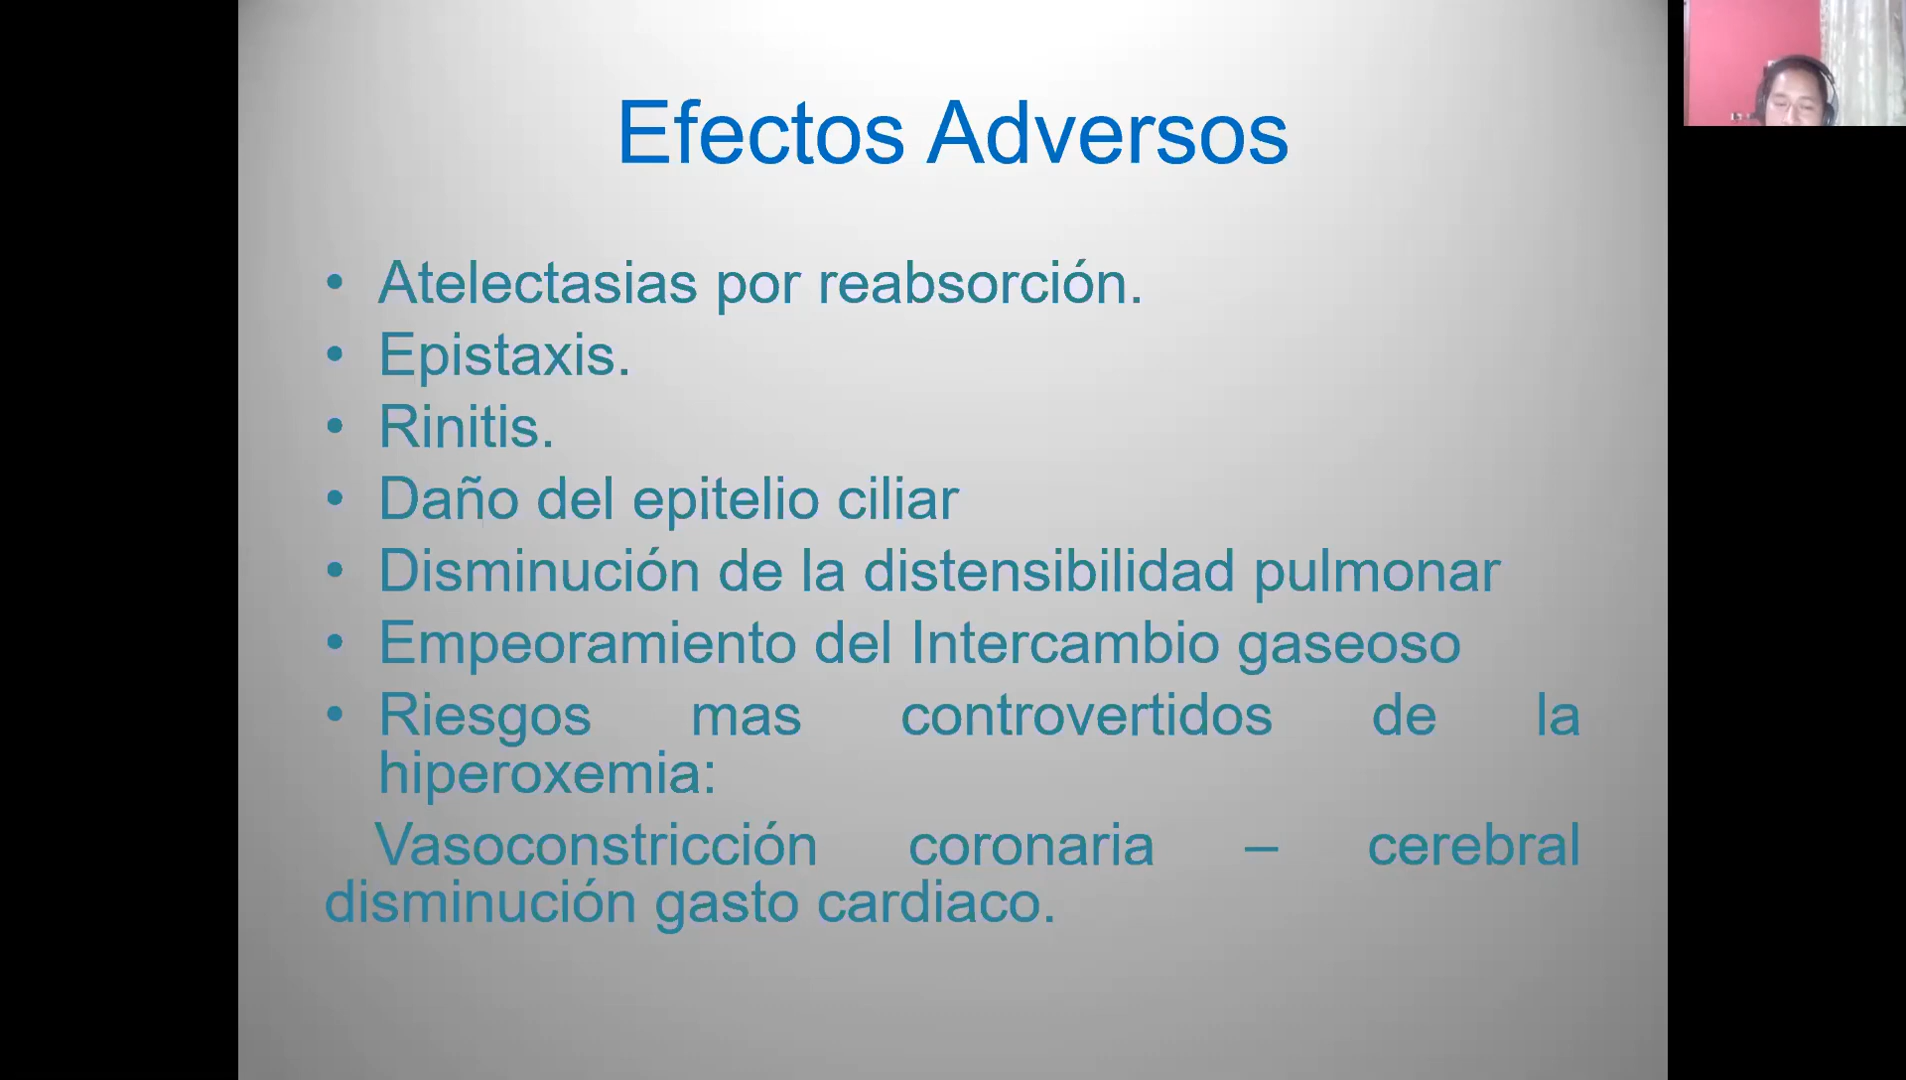 Efectos Adversos
• Atelectasias por reabsorción.
• Epistaxis.
• Rinitis.
• Daño del epitelio ciliar
• Disminución de la distensibilidad pulmonar
• Empeoramiento del Intercambio gaseoso
• Riesgos mas controvertidos de la
hiperoxemia:
Vasoconstricción coronaria – cerebral
disminución gasto cardiaco.